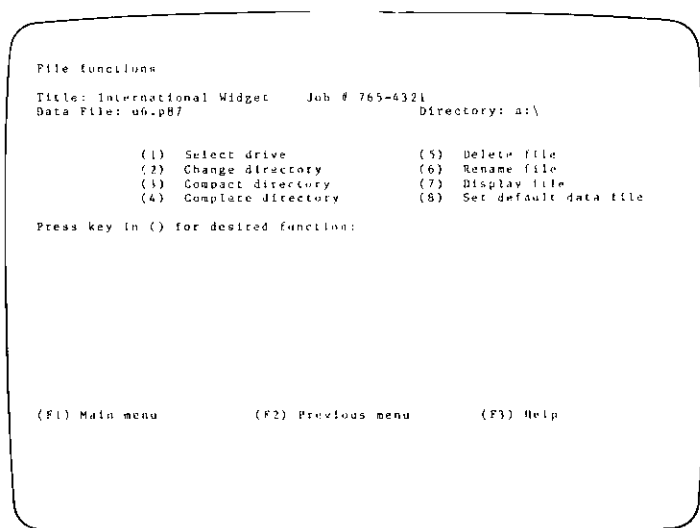 File functions
Title: International Widget Job # 765-4321
Data File: u6.p87 Directory: a:\
(1) Select drive (5) Delete file
(2) Change directory (6) Rename file
(3) Compact directory (7) Display file
(4) Complete directory (8) Set default data file
Press key in () for desired function:
(F1) Main menu (F2) Previous menu (F3) Help